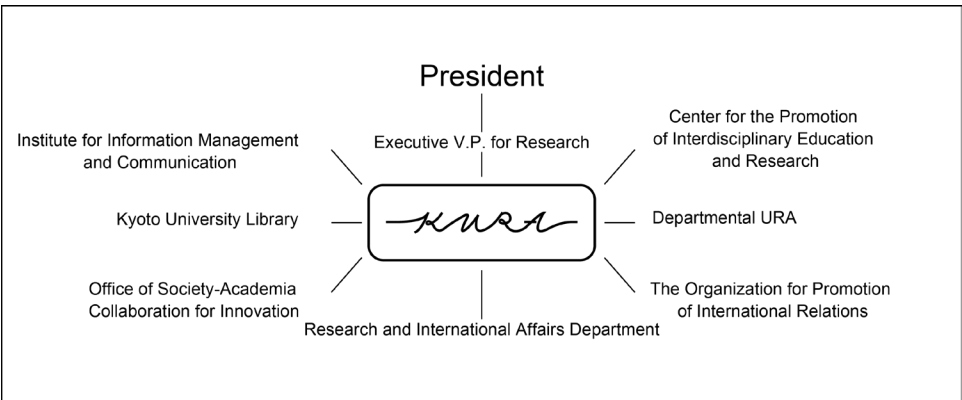 President
Executive V.P. for Research
Institute for Information Management
and Communication
Center for the Promotion
of Interdisciplinary Education
and Research
Kyoto University Library
KURA
Departmental URA
Office of Society-Academia
Collaboration for Innovation
The Organization for Promotion
of International Relations
Research and International Affairs Department